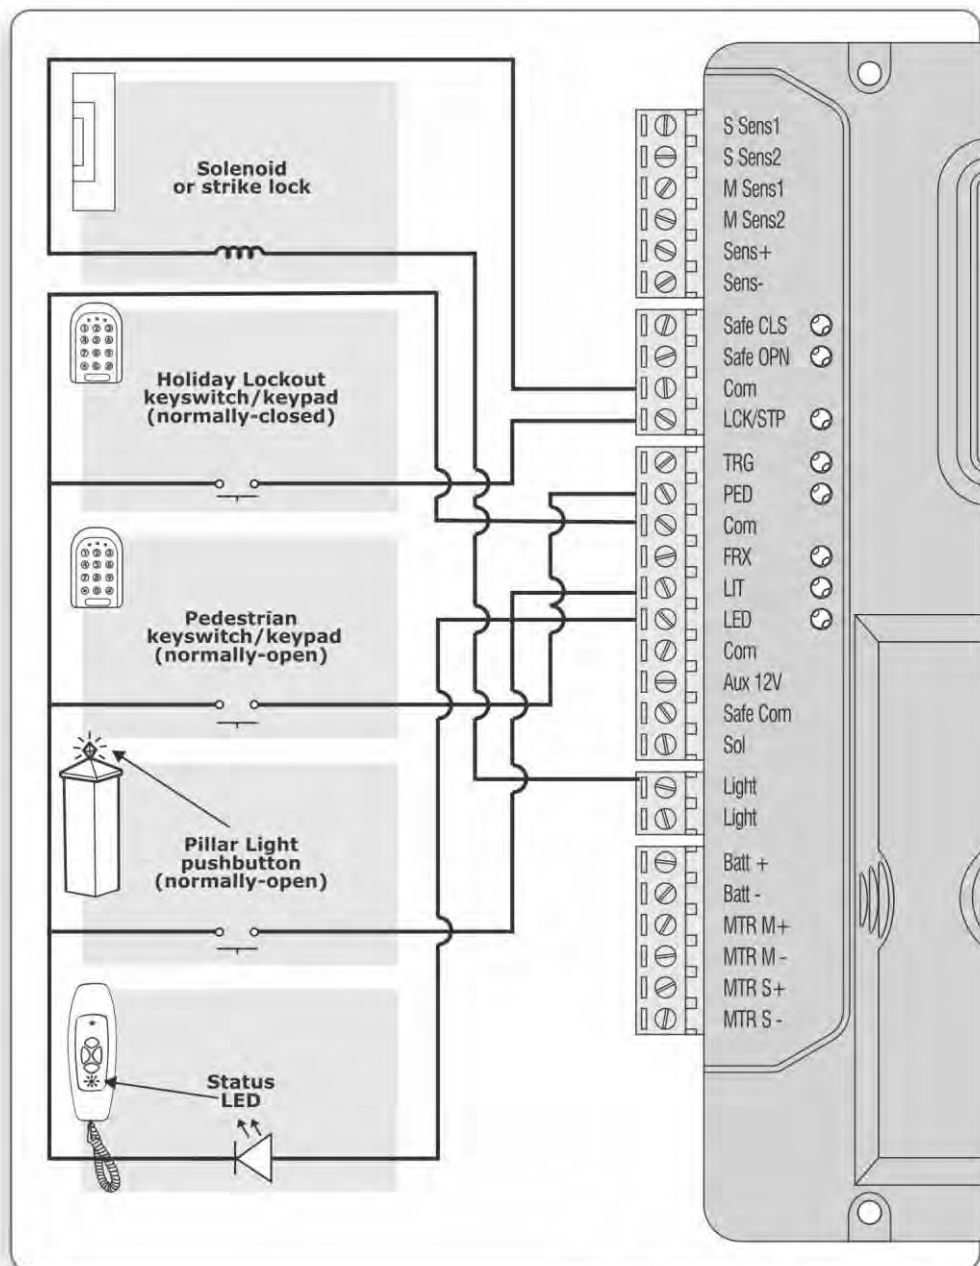 Solenoid
or strike lock
Holiday Lockout
keyswitch/keypad
(normally-closed)
Pedestrian
keyswitch/keypad
(normally-open)
Pillar Light
pushbutton
(normally-open)
Status
LED
S Sens1
S Sens2
M Sens1
M Sens2
Sens+
Sens-
Safe CLS
Safe OPN
Com
LCK/STP
TRG
PED
Com
FRX
LIT
LED
Com
Aux 12V
Safe Com
Sol
Light
Light
Batt +
Batt -
MTR M+
MTR M -
MTR S+
MTR S -